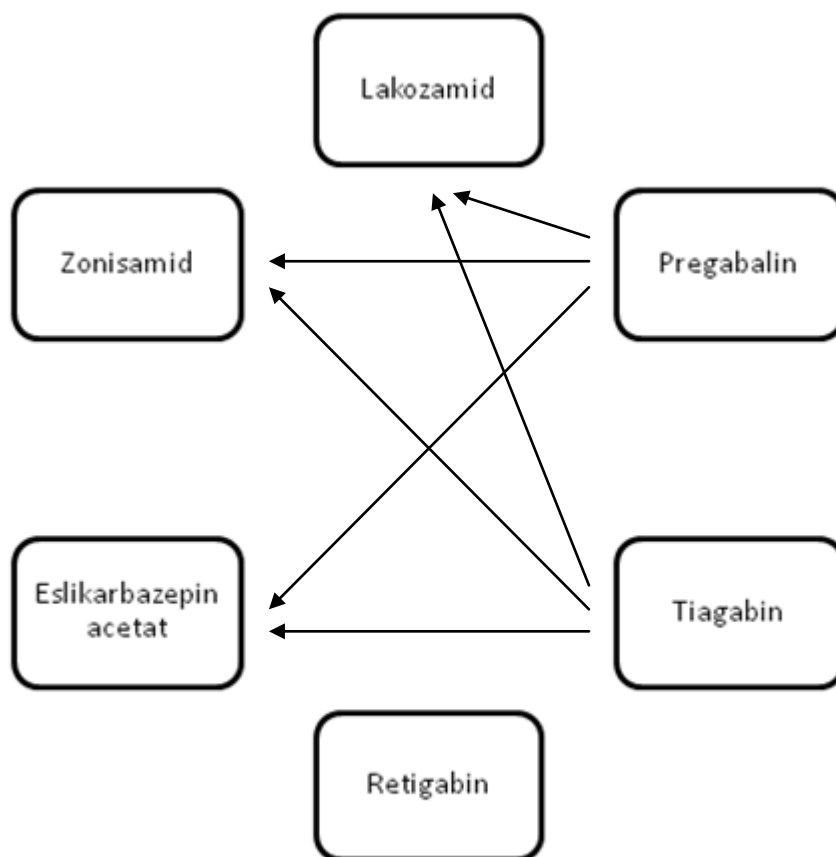 Lakozamid
Zonisamid
Pregabalin
Eslikarbazepin
acetat
Tiagabin
Retigabin